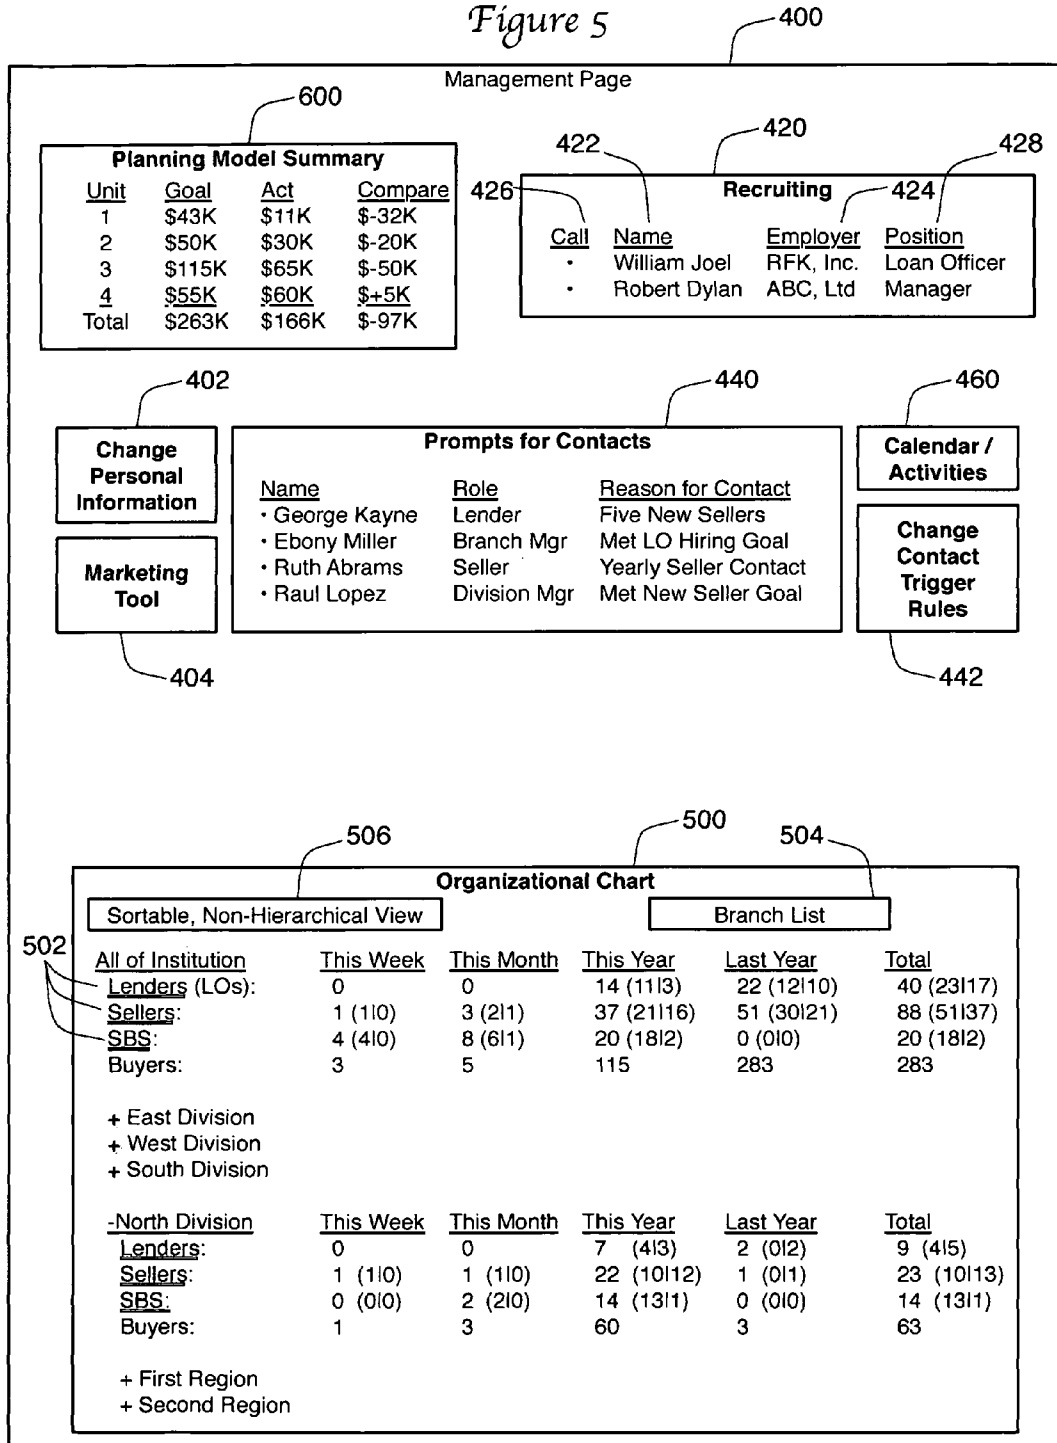 Figure 5
400
Management Page
600
Planning Model Summary
Unit Goal Act Compare
1 $43K $11K $-32K
2 $50K $30K $-20K
3 $115K $65K $-50K
4 $55K $60K $+5K
Total $263K $166K $-97K
420
422
428
426
424
Recruiting
Call Name Employer Position
• William Joel RFK, Inc. Loan Officer
• Robert Dylan ABC, Ltd Manager
402
440
460
Change
Personal
Information
Prompts for Contacts
Name Role Reason for Contact
• George Kayne Lender Five New Sellers
• Ebony Miller Branch Mgr Met LO Hiring Goal
• Ruth Abrams Seller Yearly Seller Contact
• Raul Lopez Division Mgr Met New Seller Goal
Calendar /
Activities
Marketing
Tool
Change
Contact
Trigger
Rules
404
442
506
500
504
Organizational Chart
Sortable, Non-Hierarchical View
Branch List
502
All of Institution This Week This Month This Year Last Year Total
Lenders (LOs): 0 0 14 (11|3) 22 (12|10) 40 (23|17)
Sellers: 1 (1|0) 3 (2|1) 37 (21|16) 51 (30|21) 88 (51|37)
SBS: 4 (4|0) 8 (6|1) 20 (18|2) 0 (0|0) 20 (18|2)
Buyers: 3 5 115 283 283
+ East Division
+ West Division
+ South Division
-North Division This Week This Month This Year Last Year Total
Lenders: 0 0 7 (4|3) 2 (0|2) 9 (4|5)
Sellers: 1 (1|0) 1 (1|0) 22 (10|12) 1 (0|1) 23 (10|13)
SBS: 0 (0|0) 2 (2|0) 14 (13|1) 0 (0|0) 14 (13|1)
Buyers: 1 3 60 3 63
+ First Region
+ Second Region